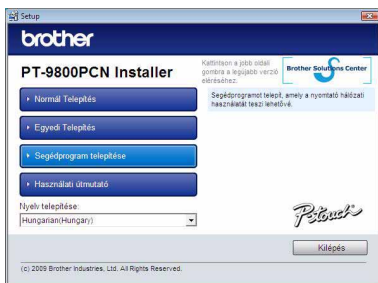 Setup
brother
PT-9800PCN Installer
Kattintson a jobb oldali
gombra a legújabb verzió
eléréséhez.
Brother Solutions Center
Normál Telepítés
Egyedi Telepítés
Segédprogram telepítése
Használati útmutató
Segédprogramot telepít, amely a nyomtató hálózati
használatát teszi lehetővé.
Nyelv telepítése:
Hungarian(Hungary)
P-touch
Kilépés
(c) 2009 Brother Industries, Ltd. All Rights Reserved.